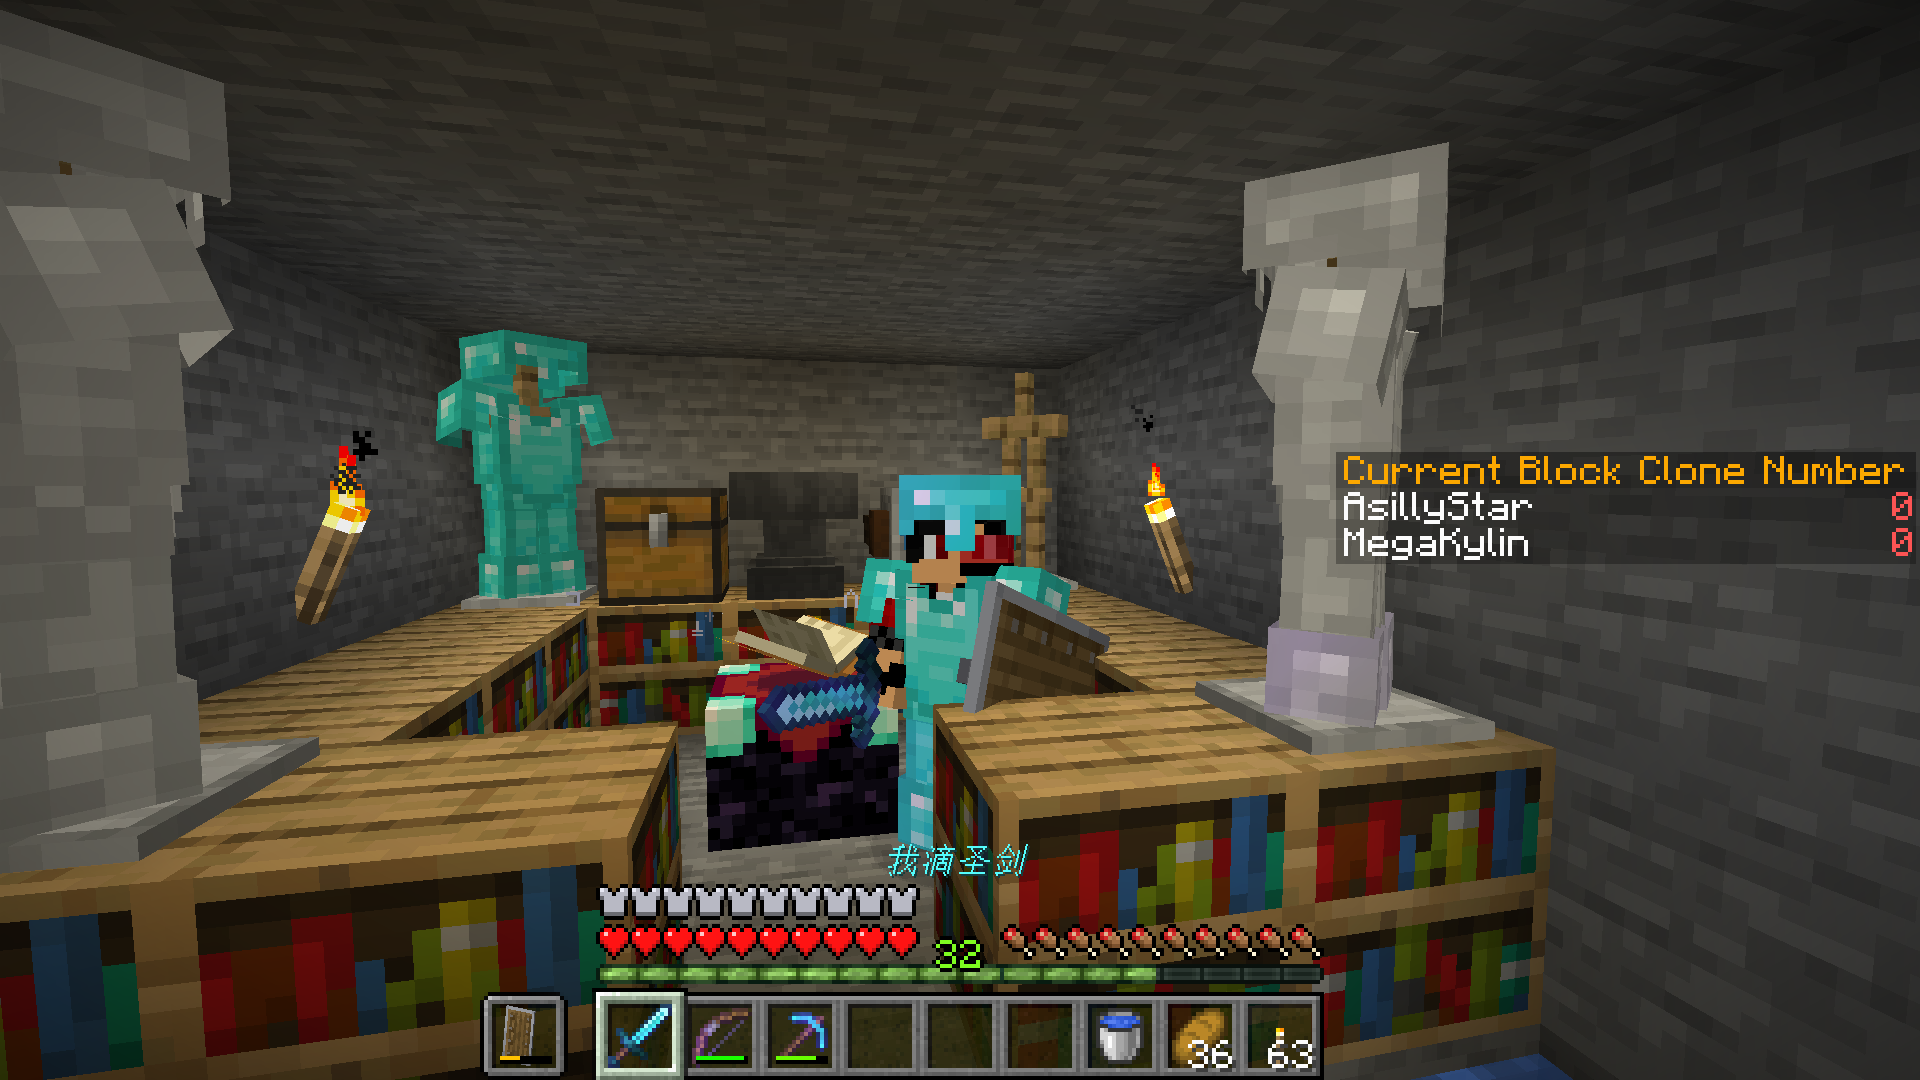 Current Block Clone Number
AsillyStar 0
MegaKylin 0
我滴圣剑
32
36 63